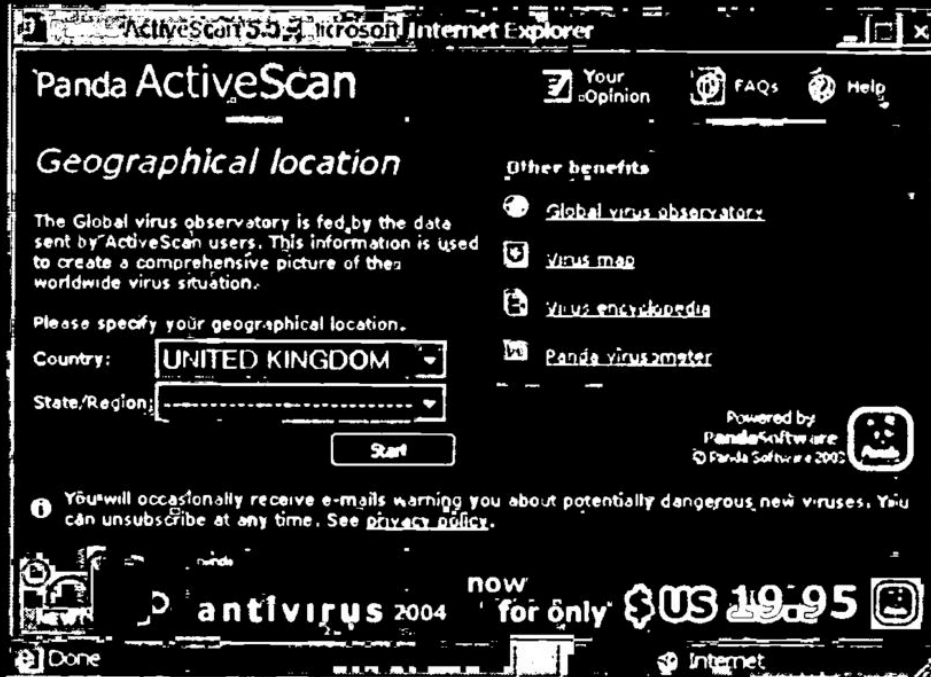 ActiveScan 5.0 - Microsoft Internet Explorer
Panda ActiveScan
Your Opinion
FAQs
Help
Geographical location
The Global virus observatory is fed by the data
sent by ActiveScan users. This information is used
to create a comprehensive picture of the
worldwide virus situation.
Please specify your geographical location.
Country: UNITED KINGDOM
State/Region: --------------------------
Start
Other benefits
Global virus observatory
Virus map
Virus encyclopedia
Panda virusometer
Powered by
PandaSoftware
© Panda Software 2003
Panda
You will occasionally receive e-mails warning you about potentially dangerous new viruses. You
can unsubscribe at any time. See privacy policy.
NEW!
panda
antivirus 2004
now
for only
$US 19.95
Done
Internet